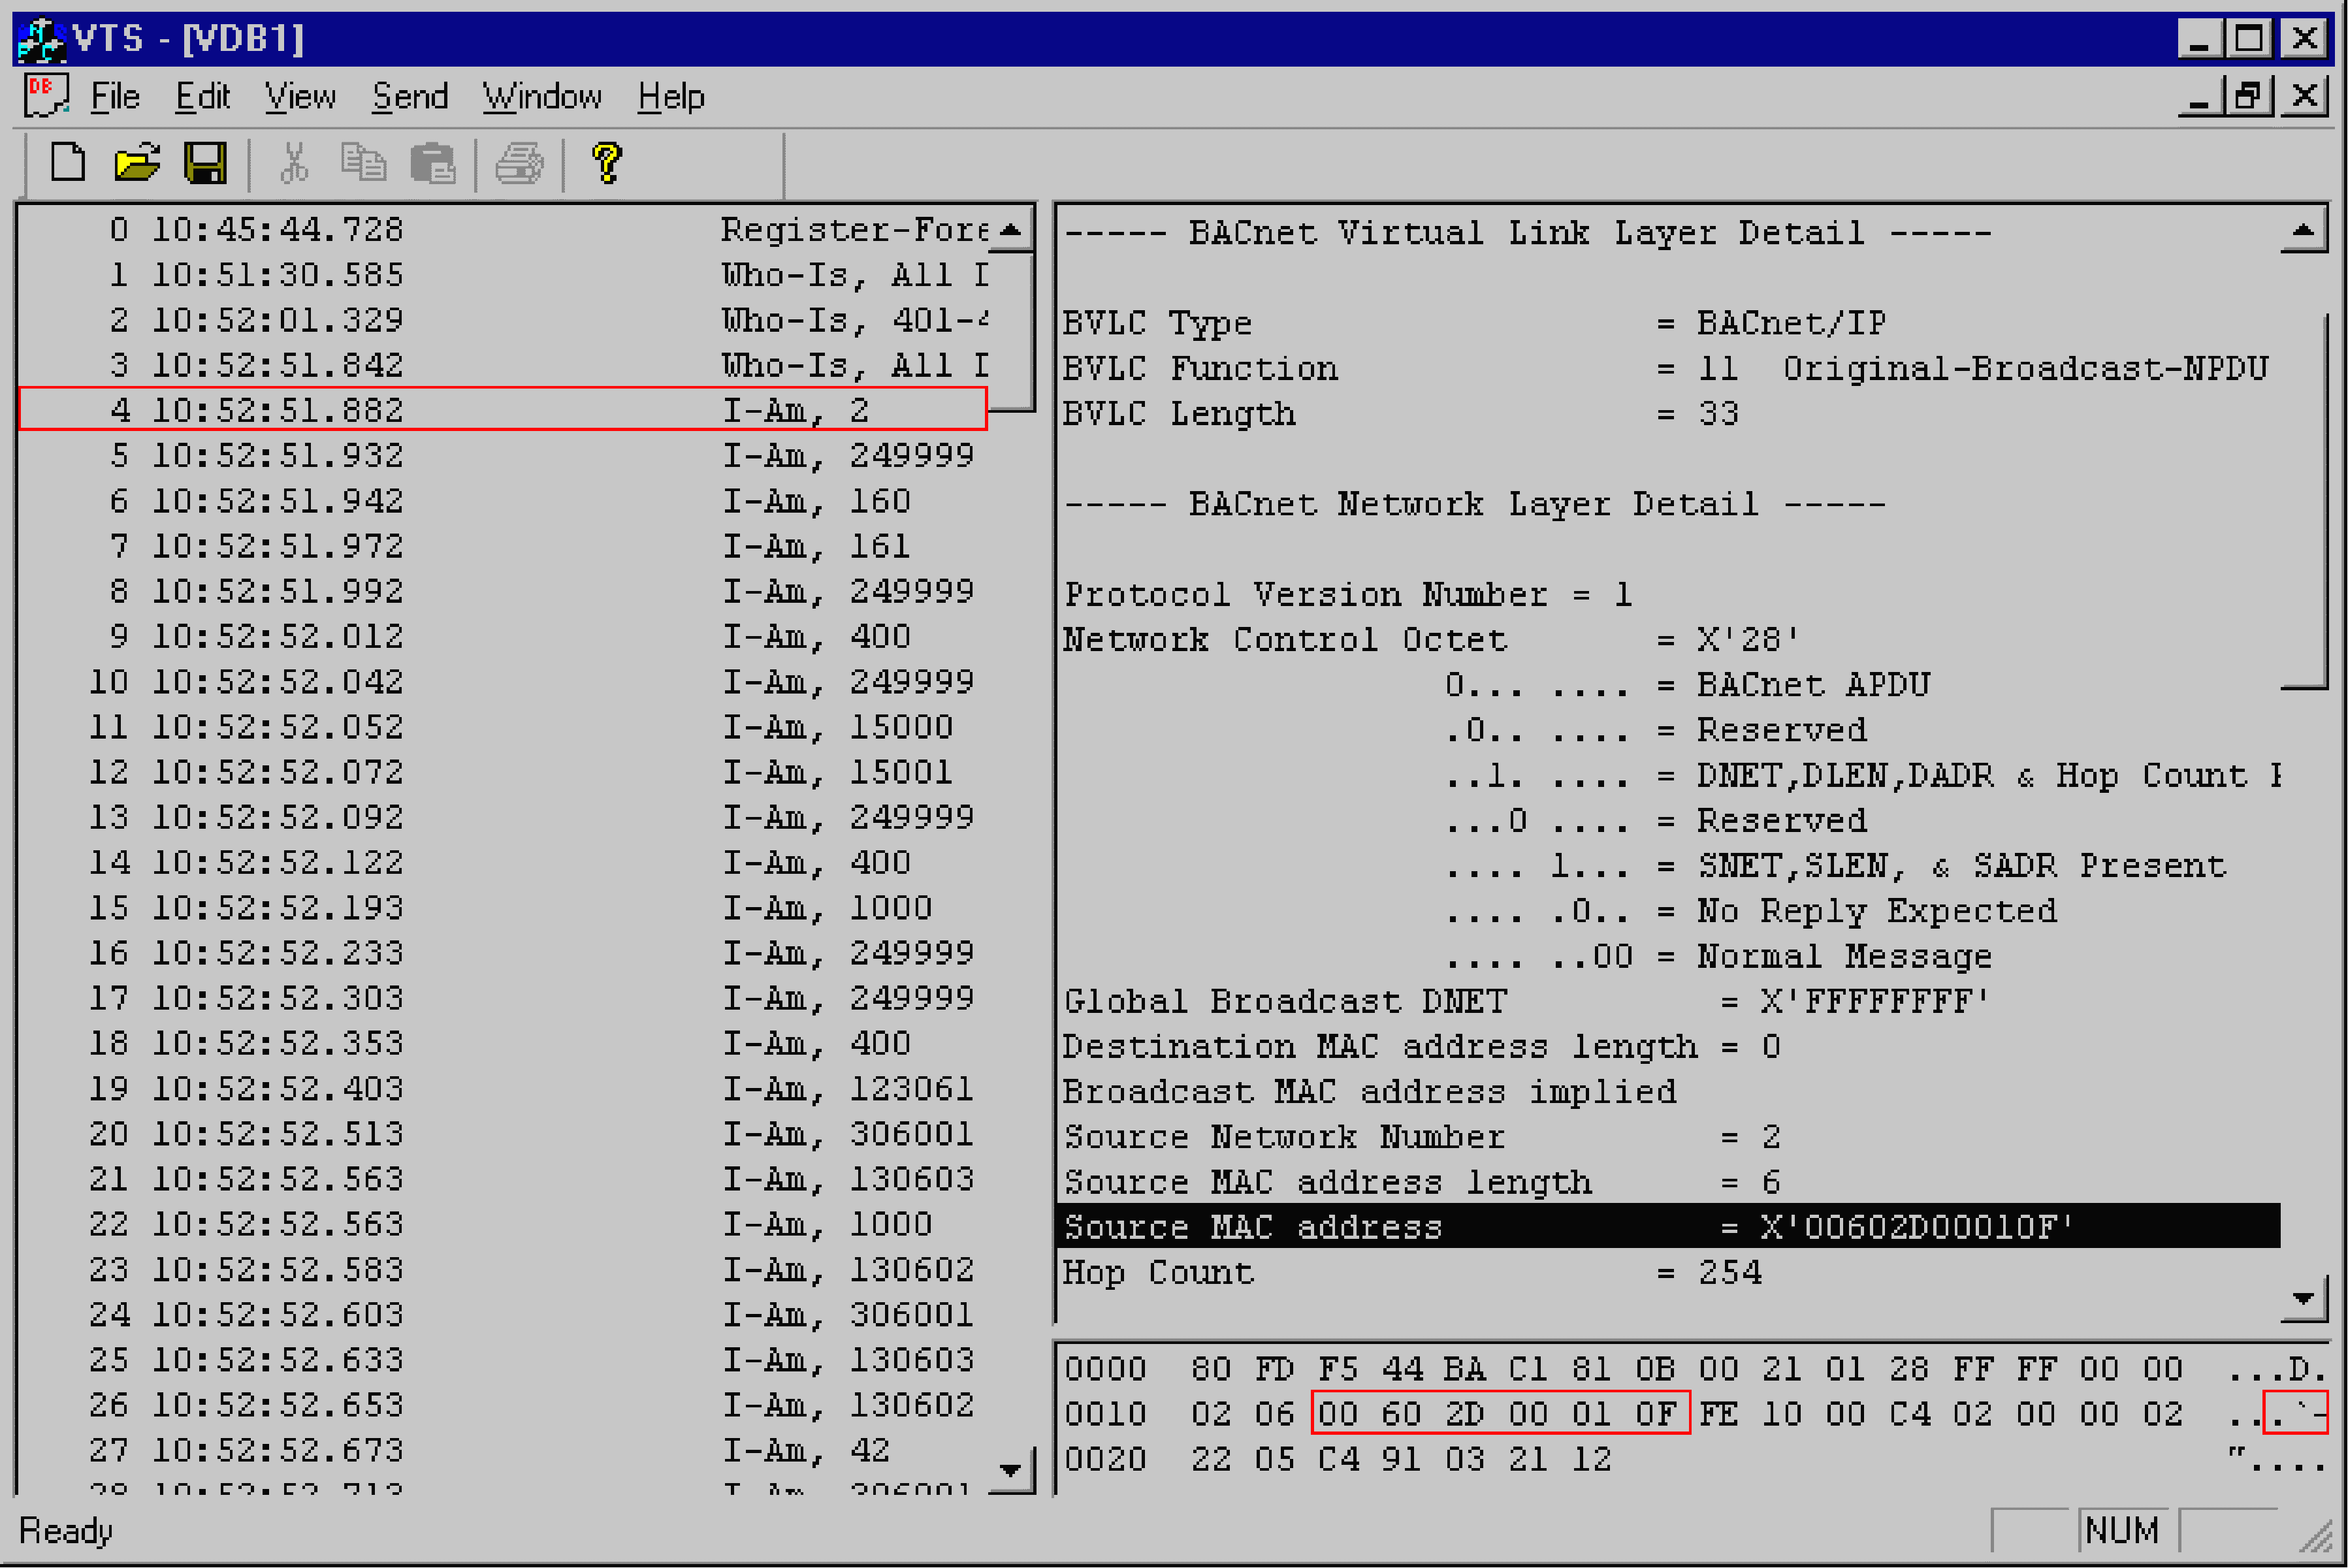 VTS - [VDB1]
File Edit View Send Window Help
0 10:45:44.728 Register-Fore
1 10:51:30.585 Who-Is, All I
2 10:52:01.329 Who-Is, 401-4
3 10:52:51.842 Who-Is, All I
4 10:52:51.882 I-Am, 2
5 10:52:51.932 I-Am, 249999
6 10:52:51.942 I-Am, 160
7 10:52:51.972 I-Am, 161
8 10:52:51.992 I-Am, 249999
9 10:52:52.012 I-Am, 400
10 10:52:52.042 I-Am, 249999
11 10:52:52.052 I-Am, 15000
12 10:52:52.072 I-Am, 15001
13 10:52:52.092 I-Am, 249999
14 10:52:52.122 I-Am, 400
15 10:52:52.193 I-Am, 1000
16 10:52:52.233 I-Am, 249999
17 10:52:52.303 I-Am, 249999
18 10:52:52.353 I-Am, 400
19 10:52:52.403 I-Am, 123061
20 10:52:52.513 I-Am, 306001
21 10:52:52.563 I-Am, 130603
22 10:52:52.563 I-Am, 1000
23 10:52:52.583 I-Am, 130602
24 10:52:52.603 I-Am, 306001
25 10:52:52.633 I-Am, 130603
26 10:52:52.653 I-Am, 130602
27 10:52:52.673 I-Am, 42
28 10:52:52.713 I-Am, 306001
----- BACnet Virtual Link Layer Detail -----
BVLC Type = BACnet/IP
BVLC Function = 11 Original-Broadcast-NPDU
BVLC Length = 33
----- BACnet Network Layer Detail -----
Protocol Version Number = 1
Network Control Octet = X'28'
0... .... = BACnet APDU
.0.. .... = Reserved
..1. .... = DNET,DLEN,DADR & Hop Count
...0 .... = Reserved
.... 1... = SNET,SLEN, & SADR Present
.... .0.. = No Reply Expected
.... ..00 = Normal Message
Global Broadcast DNET = X'FFFFFFFF'
Destination MAC address length = 0
Broadcast MAC address implied
Source Network Number = 2
Source MAC address length = 6
Source MAC address = X'00602D00010F'
Hop Count = 254
0000 80 FD F5 44 BA C1 81 0B 00 21 01 28 FF FF 00 00 ...D.
0010 02 06 00 60 2D 00 01 0F FE 10 00 C4 02 00 00 02 ...`-
0020 22 05 C4 91 03 21 12 "....
Ready NUM